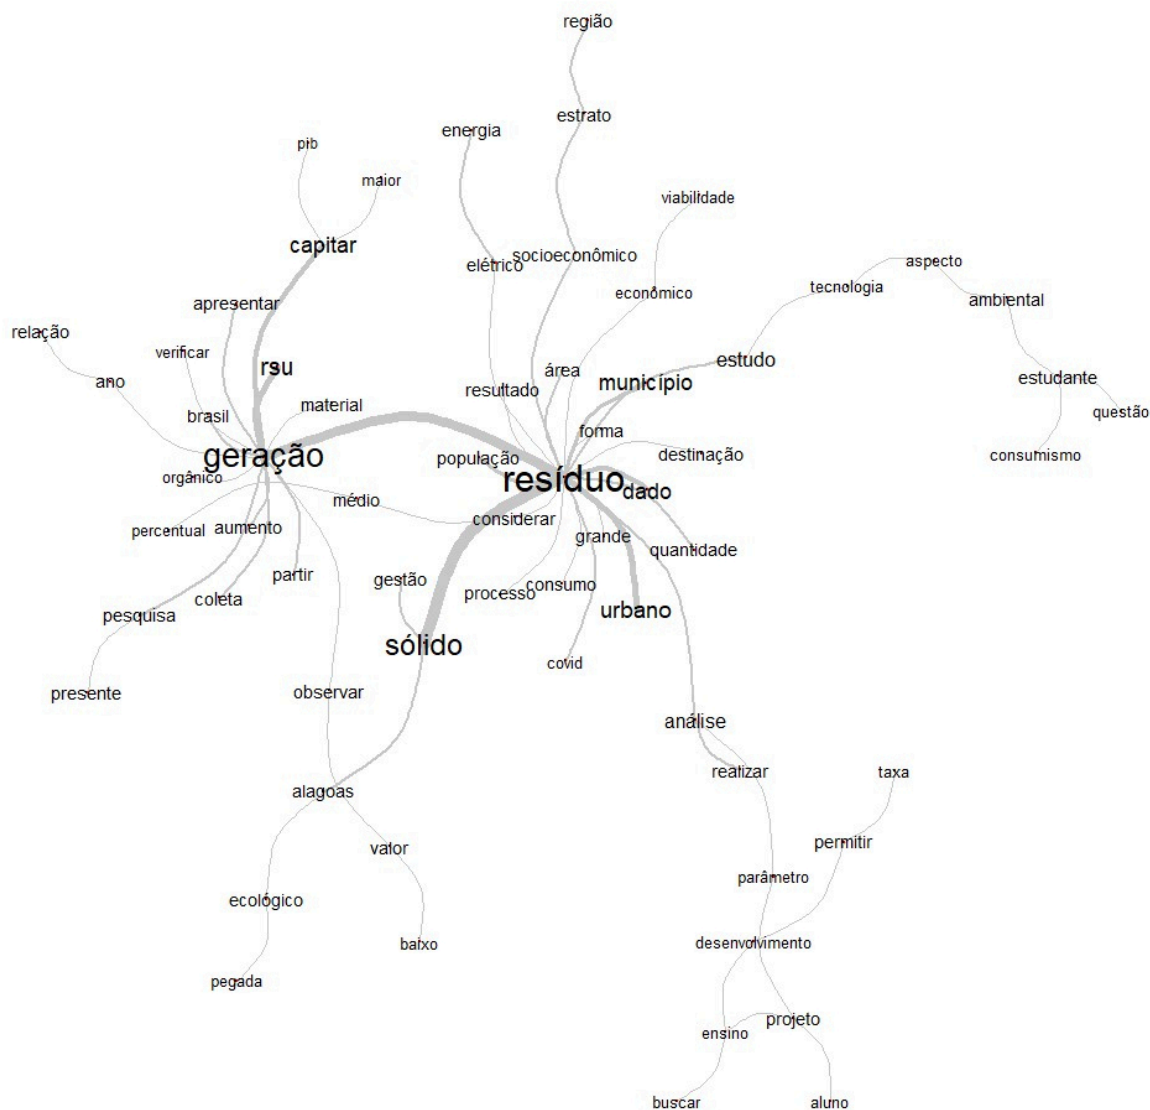 região
estrato
energia
pib
maior
viabilidade
capitar
elétrico
socioeconômico
aspecto
tecnologia
econômico
ambiental
apresentar
relação
verificar
rsu
ano
área
município
estudo
estudante
resultado
material
brasil
questão
forma
geração
população
destinação
consumismo
orgânico
resíduo
dado
médio
percentual
aumento
considerar
grande
quantidade
partir
gestão
processo
consumo
coleta
pesquisa
urbano
sólido
covid
presente
observar
análise
realizar
taxa
alagoas
valor
permitir
parâmetro
ecológico
baixo
desenvolvimento
pegada
ensino
projeto
buscar
aluno